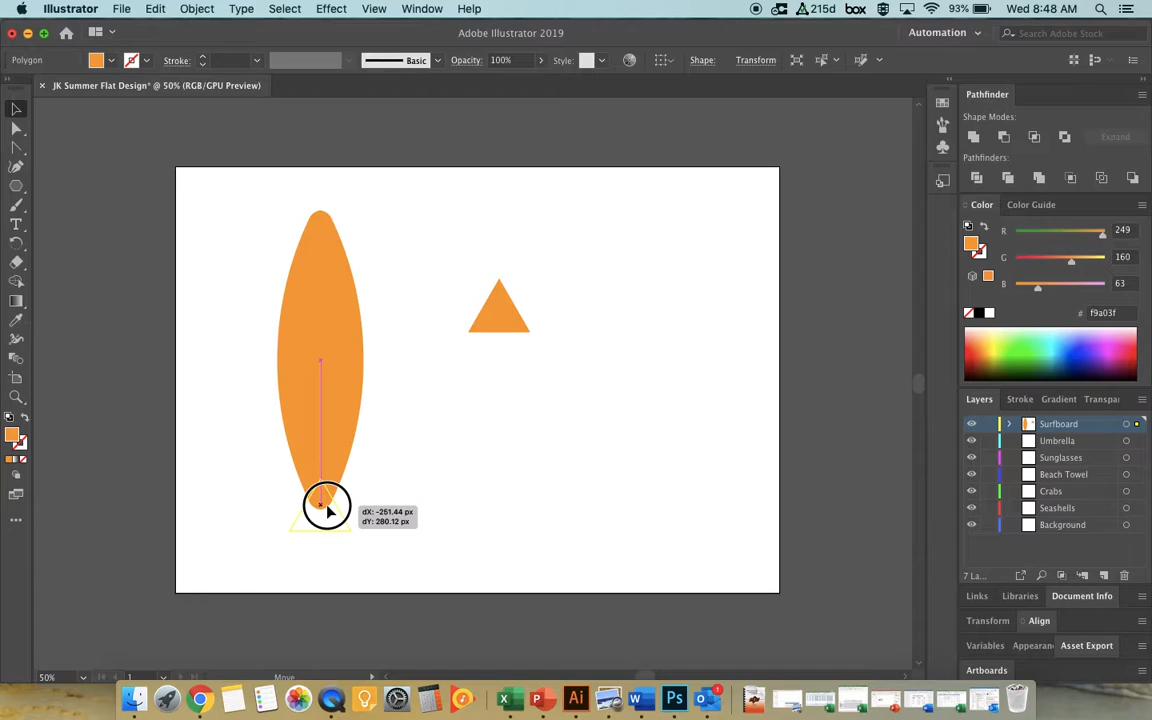 Illustrator File Edit Object Type Select Effect View Window Help 215d box 93% Wed 8:48 AM
Adobe Illustrator 2019 Automation Search Adobe Stock
Polygon Stroke: Basic Opacity: 100% Style: Shape: Transform
× JK Summer Flat Design* @ 50% (RGB/GPU Preview)
Pathfinder
Shape Modes:
Expand
Pathfinders:
Color Color Guide
R 249
G 160
B 63
# f9a03f
Layers Stroke Gradient Transpa
Surfboard
Umbrella
Sunglasses
Beach Towel
Crabs
Seashells
Background
7 La...
Links Libraries Document Info
Transform Align
Variables Appearan Asset Export
Artboards
dX: -251.44 px
dY: 280.12 px
50% 1 Move
Ai W Ps 1